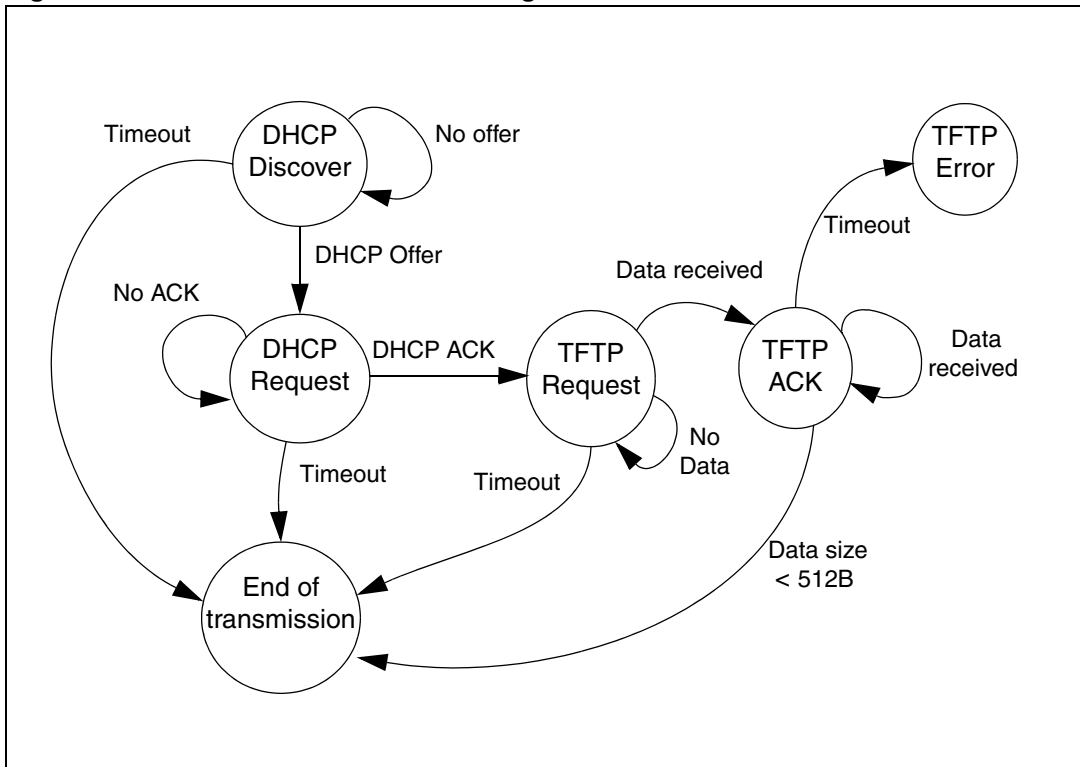 DHCP
Discover
Timeout
No offer
TFTP
Error
Timeout
DHCP Offer
Data received
No ACK
DHCP
Request
DHCP ACK
TFTP
Request
TFTP
ACK
Data
received
No
Data
Timeout
Timeout
Data size
< 512B
End of
transmission